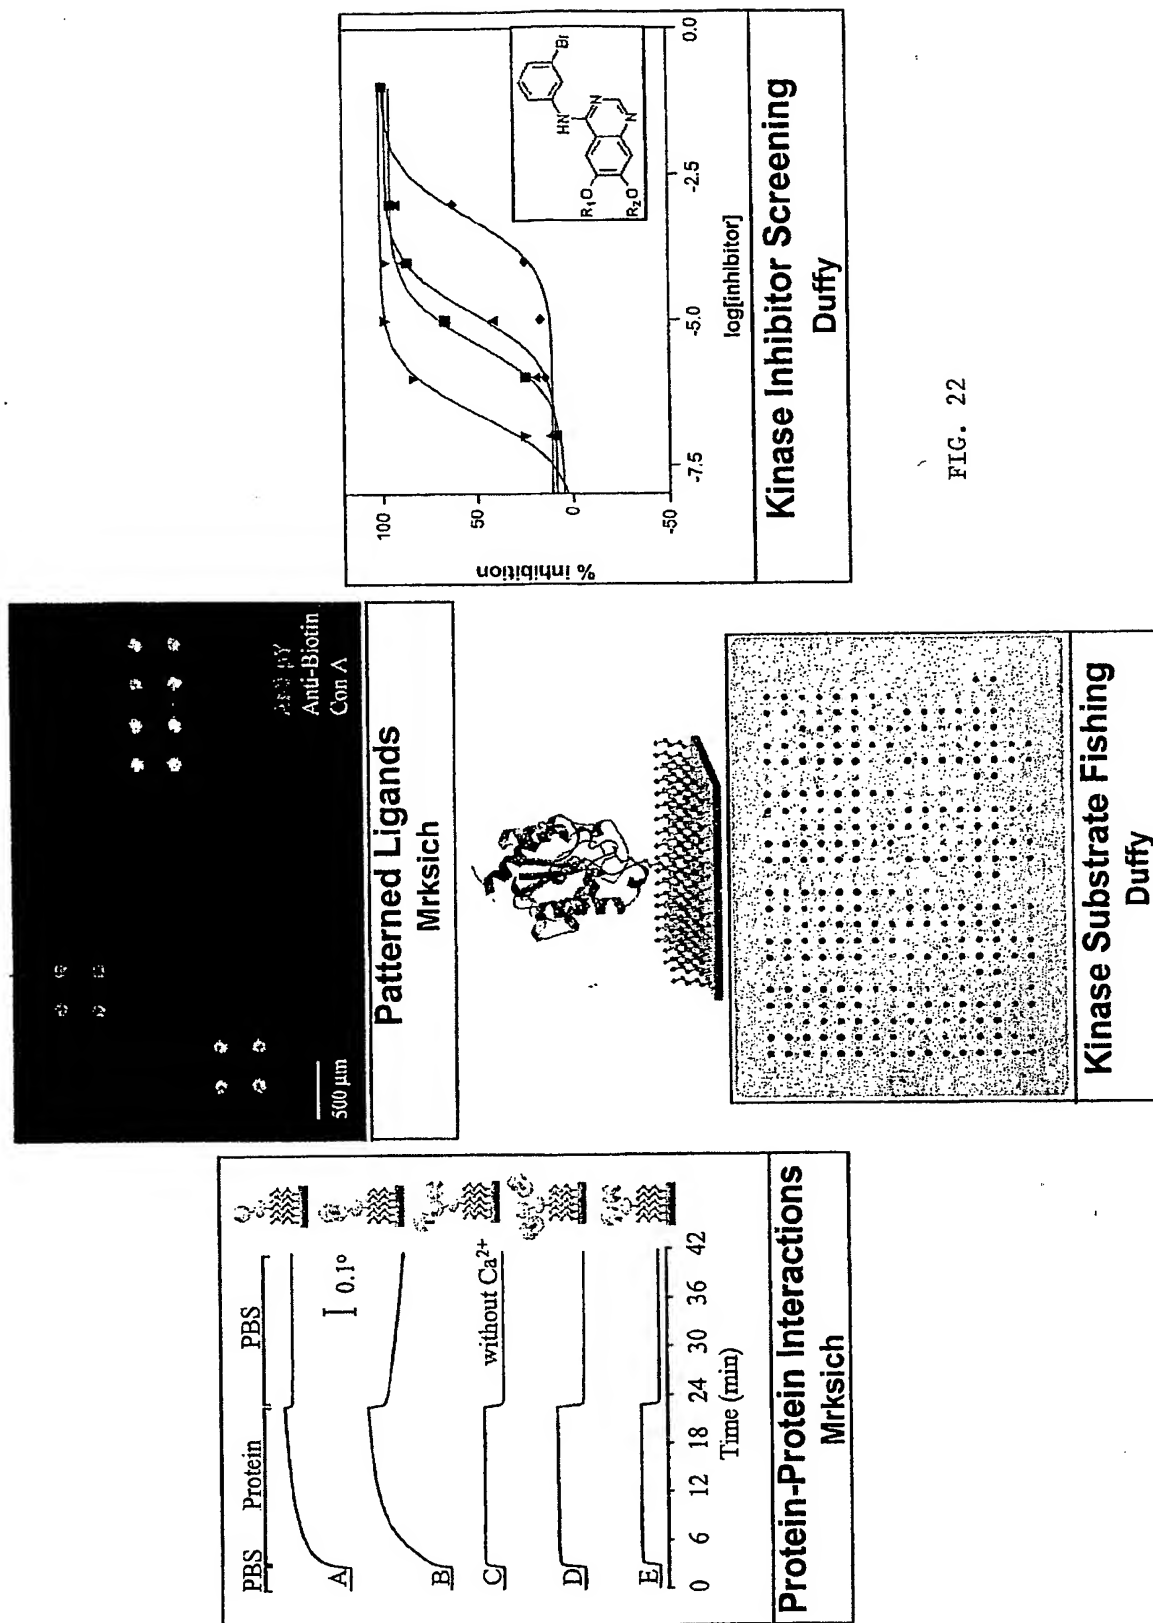 PBS Protein PBS
A
I 0.1°
B
C
without Ca²⁺
D
E
0 6 12 18 24 30 36 42
Time (min)
Protein-Protein Interactions
Mrksich
500 μm
Anti-Biotin
Con A
Patterned Ligands
Mrksich
Kinase Substrate Fishing
Duffy
% inhibition
100
50
0
-50
-7.5 -5.0 -2.5 0.0
log[inhibitor]
Br
HN
N
N
R₁O
R₂O
Kinase Inhibitor Screening
Duffy
FIG. 22